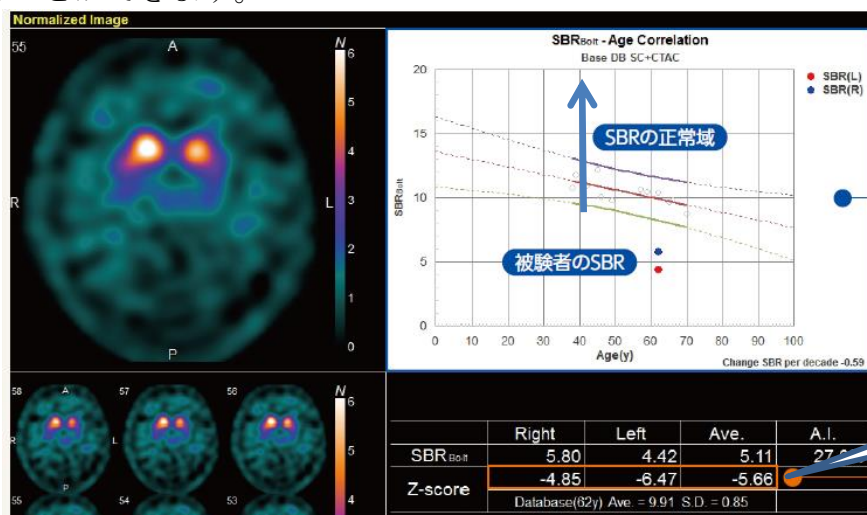 Normalized Image
55
A
R
L
P
N
6
5
4
3
2
1
0
SBRBolt - Age Correlation
Base DB SC+CTAC
SBR(L)
SBR(R)
SBRの正常域
被験者のSBR
SBRBolt
20
15
10
5
0
0 10 20 30 40 50 60 70 80 90 100
Age(y)
Change SBR per decade -0.59
58 A 57 56 N
6
5
4
R L
P
55 54 53
Right Left Ave. A.I.
SBR Bolt 5.80 4.42 5.11
Z-score -4.85 -6.47 -5.66
Database(62y) Ave. = 9.91 S.D. = 0.85